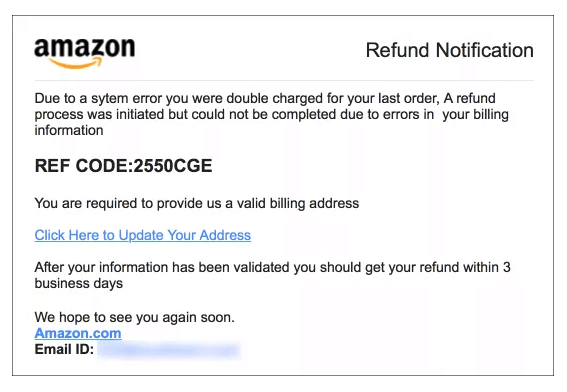 amazon
Refund Notification
Due to a sytem error you were double charged for your last order, A refund
process was initiated but could not be completed due to errors in your billing
information
REF CODE:2550CGE
You are required to provide us a valid billing address
Click Here to Update Your Address
After your information has been validated you should get your refund within 3
business days
We hope to see you again soon.
Amazon.com
Email ID: